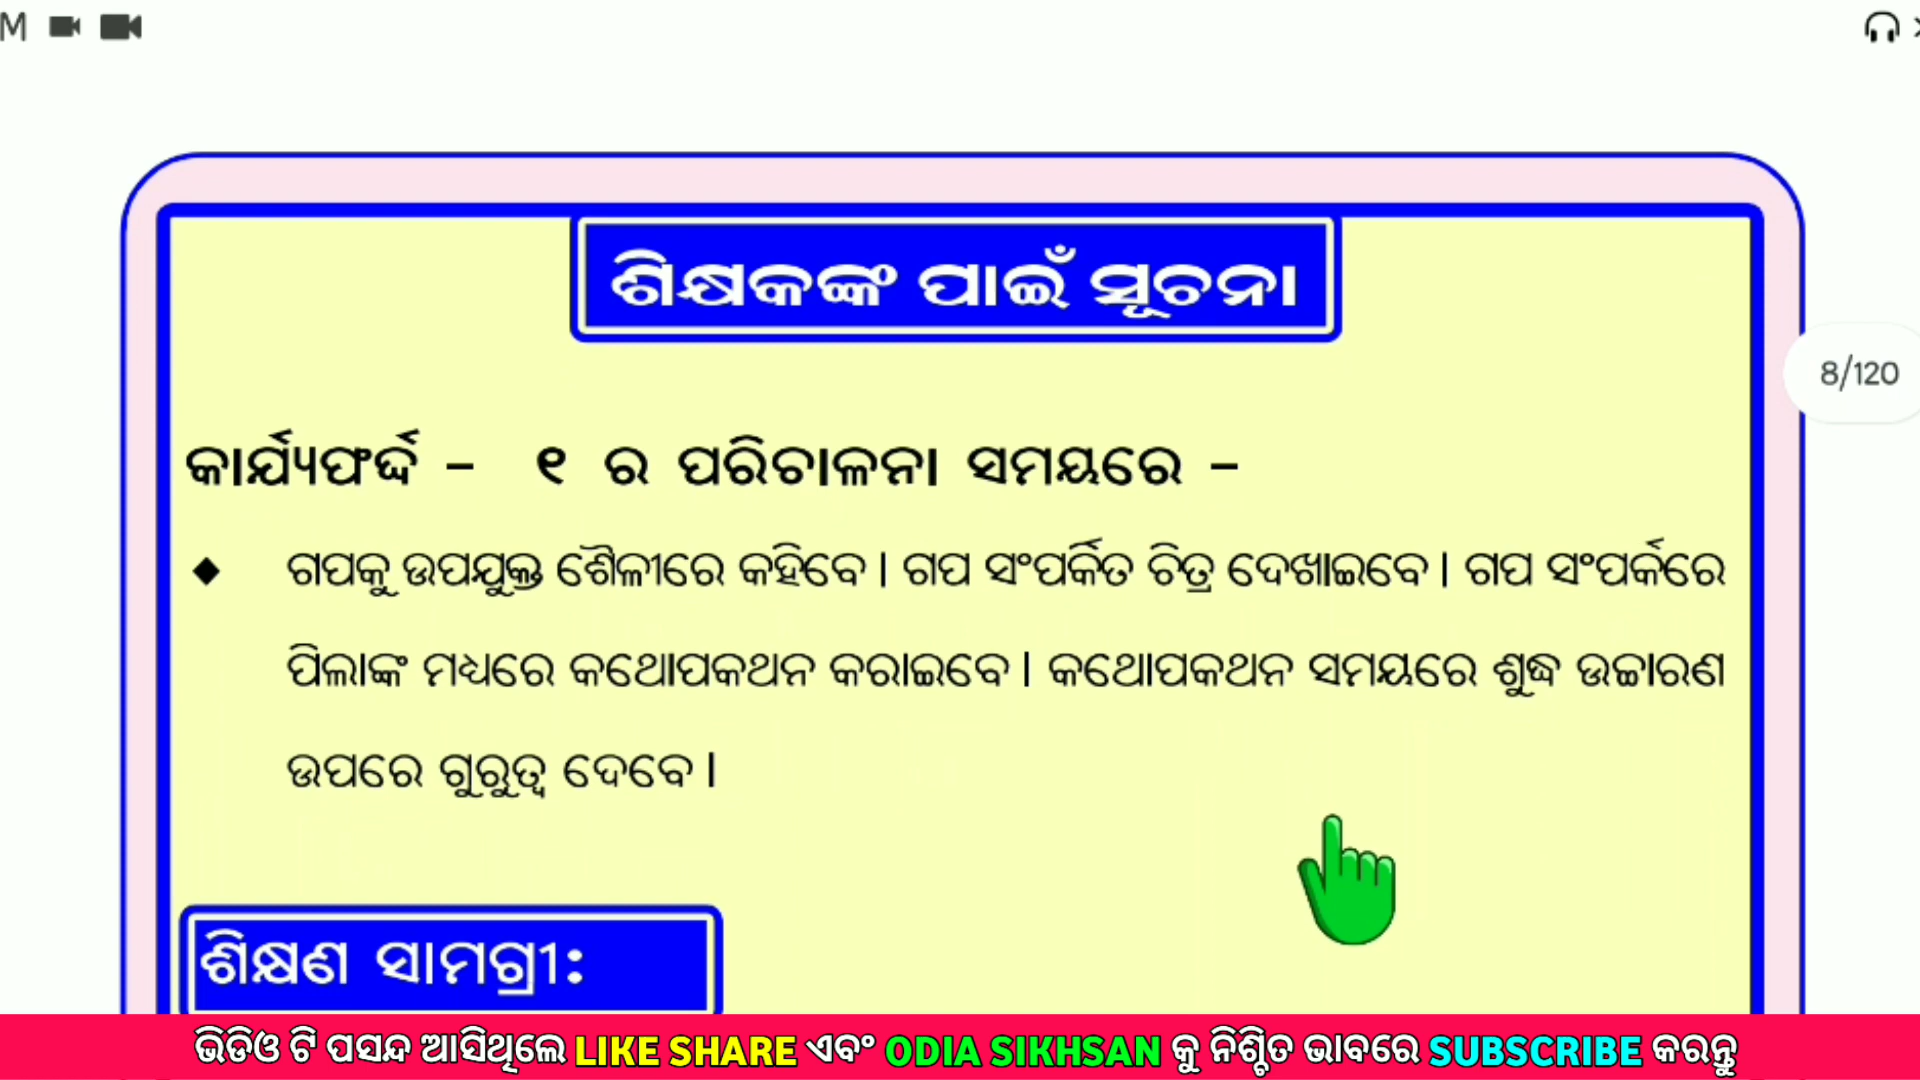 M
ଶିକ୍ଷକଙ୍କ ପାଇଁ ସୂଚନା
8/120
କାର୍ଯ୍ୟଫର୍ଦ୍ଦ – ୧ ର ପରିଚାଳନା ସମୟରେ –
◆ ଗପକୁ ଉପଯୁକ୍ତ ଶୈଳୀରେ କହିବେ। ଗପ ସଂପର୍କିତ ଚିତ୍ର ଦେଖାଇବେ। ଗପ ସଂପର୍କରେ
ପିଲାଙ୍କ ମଧ୍ୟରେ କଥୋପକଥନ କରାଇବେ। କଥୋପକଥନ ସମୟରେ ଶୁଦ୍ଧ ଉଚ୍ଚାରଣ
ଉପରେ ଗୁରୁତ୍ୱ ଦେବେ।
ଶିକ୍ଷଣ ସାମଗ୍ରୀ:
ଭିଡିଓ ଟି ପସନ୍ଦ ଆସିଥିଲେ LIKE SHARE ଏବଂ ODIA SIKHSAN କୁ ନିଶ୍ଚିତ ଭାବରେ SUBSCRIBE କରନ୍ତୁ